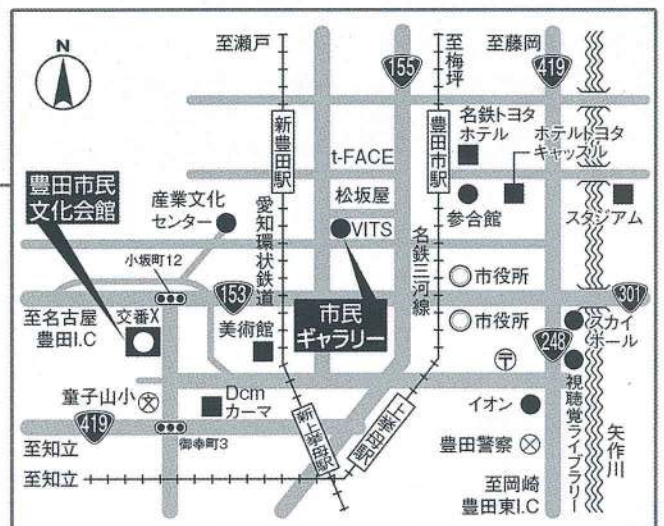 N
至瀬戸
155
至梅坪
至藤岡
419
新豊田駅
豊田市駅
名鉄トヨタ
ホテル
ホテルトヨタ
キャッスル
t-FACE
豊田市民
文化会館
産業文化
センター
愛知環状鉄道
松坂屋
VITS
名鉄三河線
参合館
スタジアム
小坂町12
153
市役所
301
至名古屋
豊田I.C
交番X
美術館
市民
ギャラリー
市役所
スカイ
ホール
248
〒
童子山小
文
Dcm
カーマ
新上挙母駅
上挙母駅
イオン
視聴覚ライブラリー
矢作川
419
至知立
御幸町3
豊田警察
至知立
至岡崎
豊田東I.C